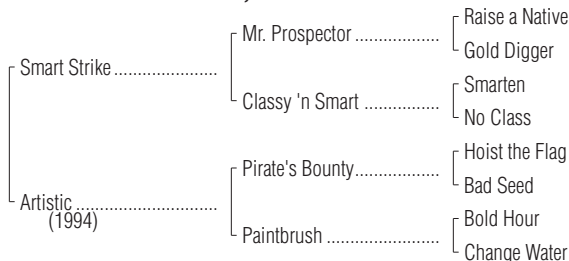 Raise a Native
Mr. Prospector ..................
Gold Digger
Smart Strike ......................
Smarten
Classy 'n Smart ................
No Class
Hoist the Flag
Pirate's Bounty ..................
Bad Seed
Artistic ..............................
(1994)
Bold Hour
Paintbrush ........................
Change Water